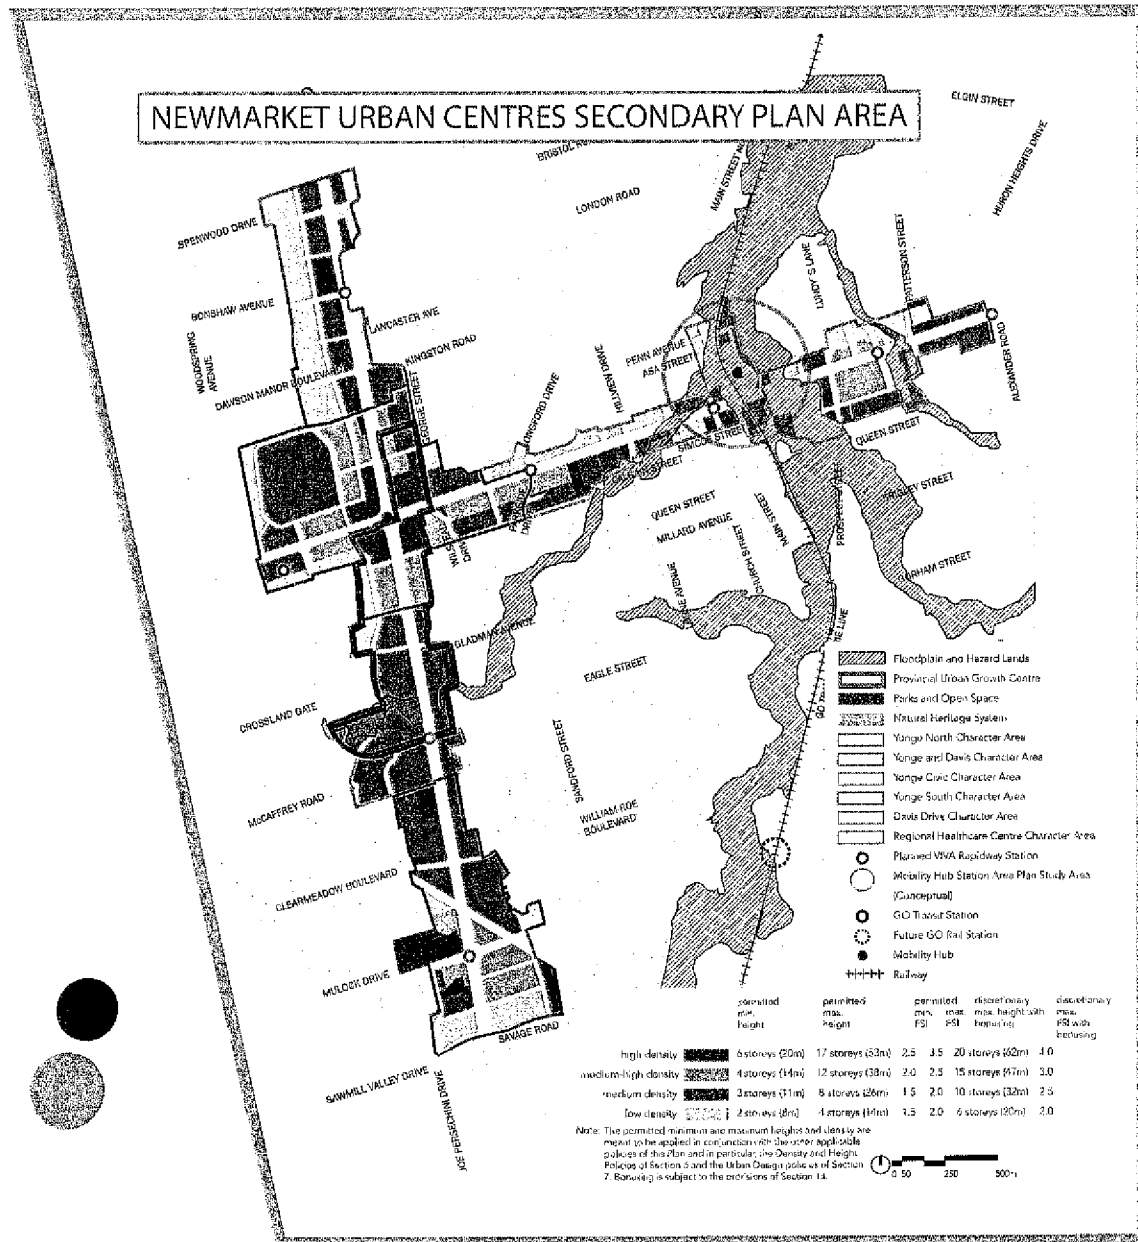 NEWMARKET URBAN CENTRES SECONDARY PLAN AREA
ELGIN STREET
HURON HEIGHTS DRIVE
LONDON ROAD
SPENWOOD DRIVE
BONSHAW AVENUE
WOODSPRING
AVENUE
LANCASTER AVE
KINGSTON ROAD
DAWSON MANOR BOULEVARD
GEORGE STREET
LONGFORD DRIVE
HILLVIEW DRIVE
PENN AVENUE
ASA STREET
LUNDY'S LANE
PATTERSON STREET
ALEXANDER ROAD
QUEEN STREET
SIMCOE STREET
QUEEN STREET
MILLARD AVENUE
CHURCH STREET
MAIN STREET
GLADMAN AVENUE
EAGLE STREET
CROSSLAND GATE
SANDFORD STREET
WILLIAM ROE
BOULEVARD
McCAFFREY ROAD
CLEARMEADOW BOULEVARD
MULOCK DRIVE
SAVAGE ROAD
SAWMILL VALLEY DRIVE
JOE PERSECHINI DRIVE
Floodplain and Hazard Lands
Provincial Urban Growth Centre
Parks and Open Space
Natural Heritage System
Yonge North Character Area
Yonge and Davis Character Area
Yonge Civic Character Area
Yonge South Character Area
Davis Drive Character Area
Regional Healthcare Centre Character Area
Planned VIVA Rapidway Station
Mobility Hub Station Area Plan Study Area
(Conceptual)
GO Transit Station
Future GO Rail Station
Mobility Hub
Railway
permitted min. height permitted max. height permitted min. FSI max. FSI discretionary max. height with bonusing discretionary max. FSI with bonusing
high density 6 storeys (20m) 17 storeys (53m) 2.5 3.5 20 storeys (62m) 4.0
medium-high density 4 storeys (14m) 12 storeys (38m) 2.0 2.5 15 storeys (47m) 3.0
medium density 3 storeys (11m) 8 storeys (26m) 1.5 2.0 10 storeys (32m) 2.5
low density 2 storeys (8m) 4 storeys (14m) 1.5 2.0 6 storeys (20m) 2.0
Note: The permitted minimum and maximum heights and density are
meant to be applied in conjunction with the other applicable
policies of this Plan and in particular, the Density and Height
Policies of Section 6 and the Urban Design policies of Section
7. Bonusing is subject to the provisions of Section 14.
0 50 250 500m